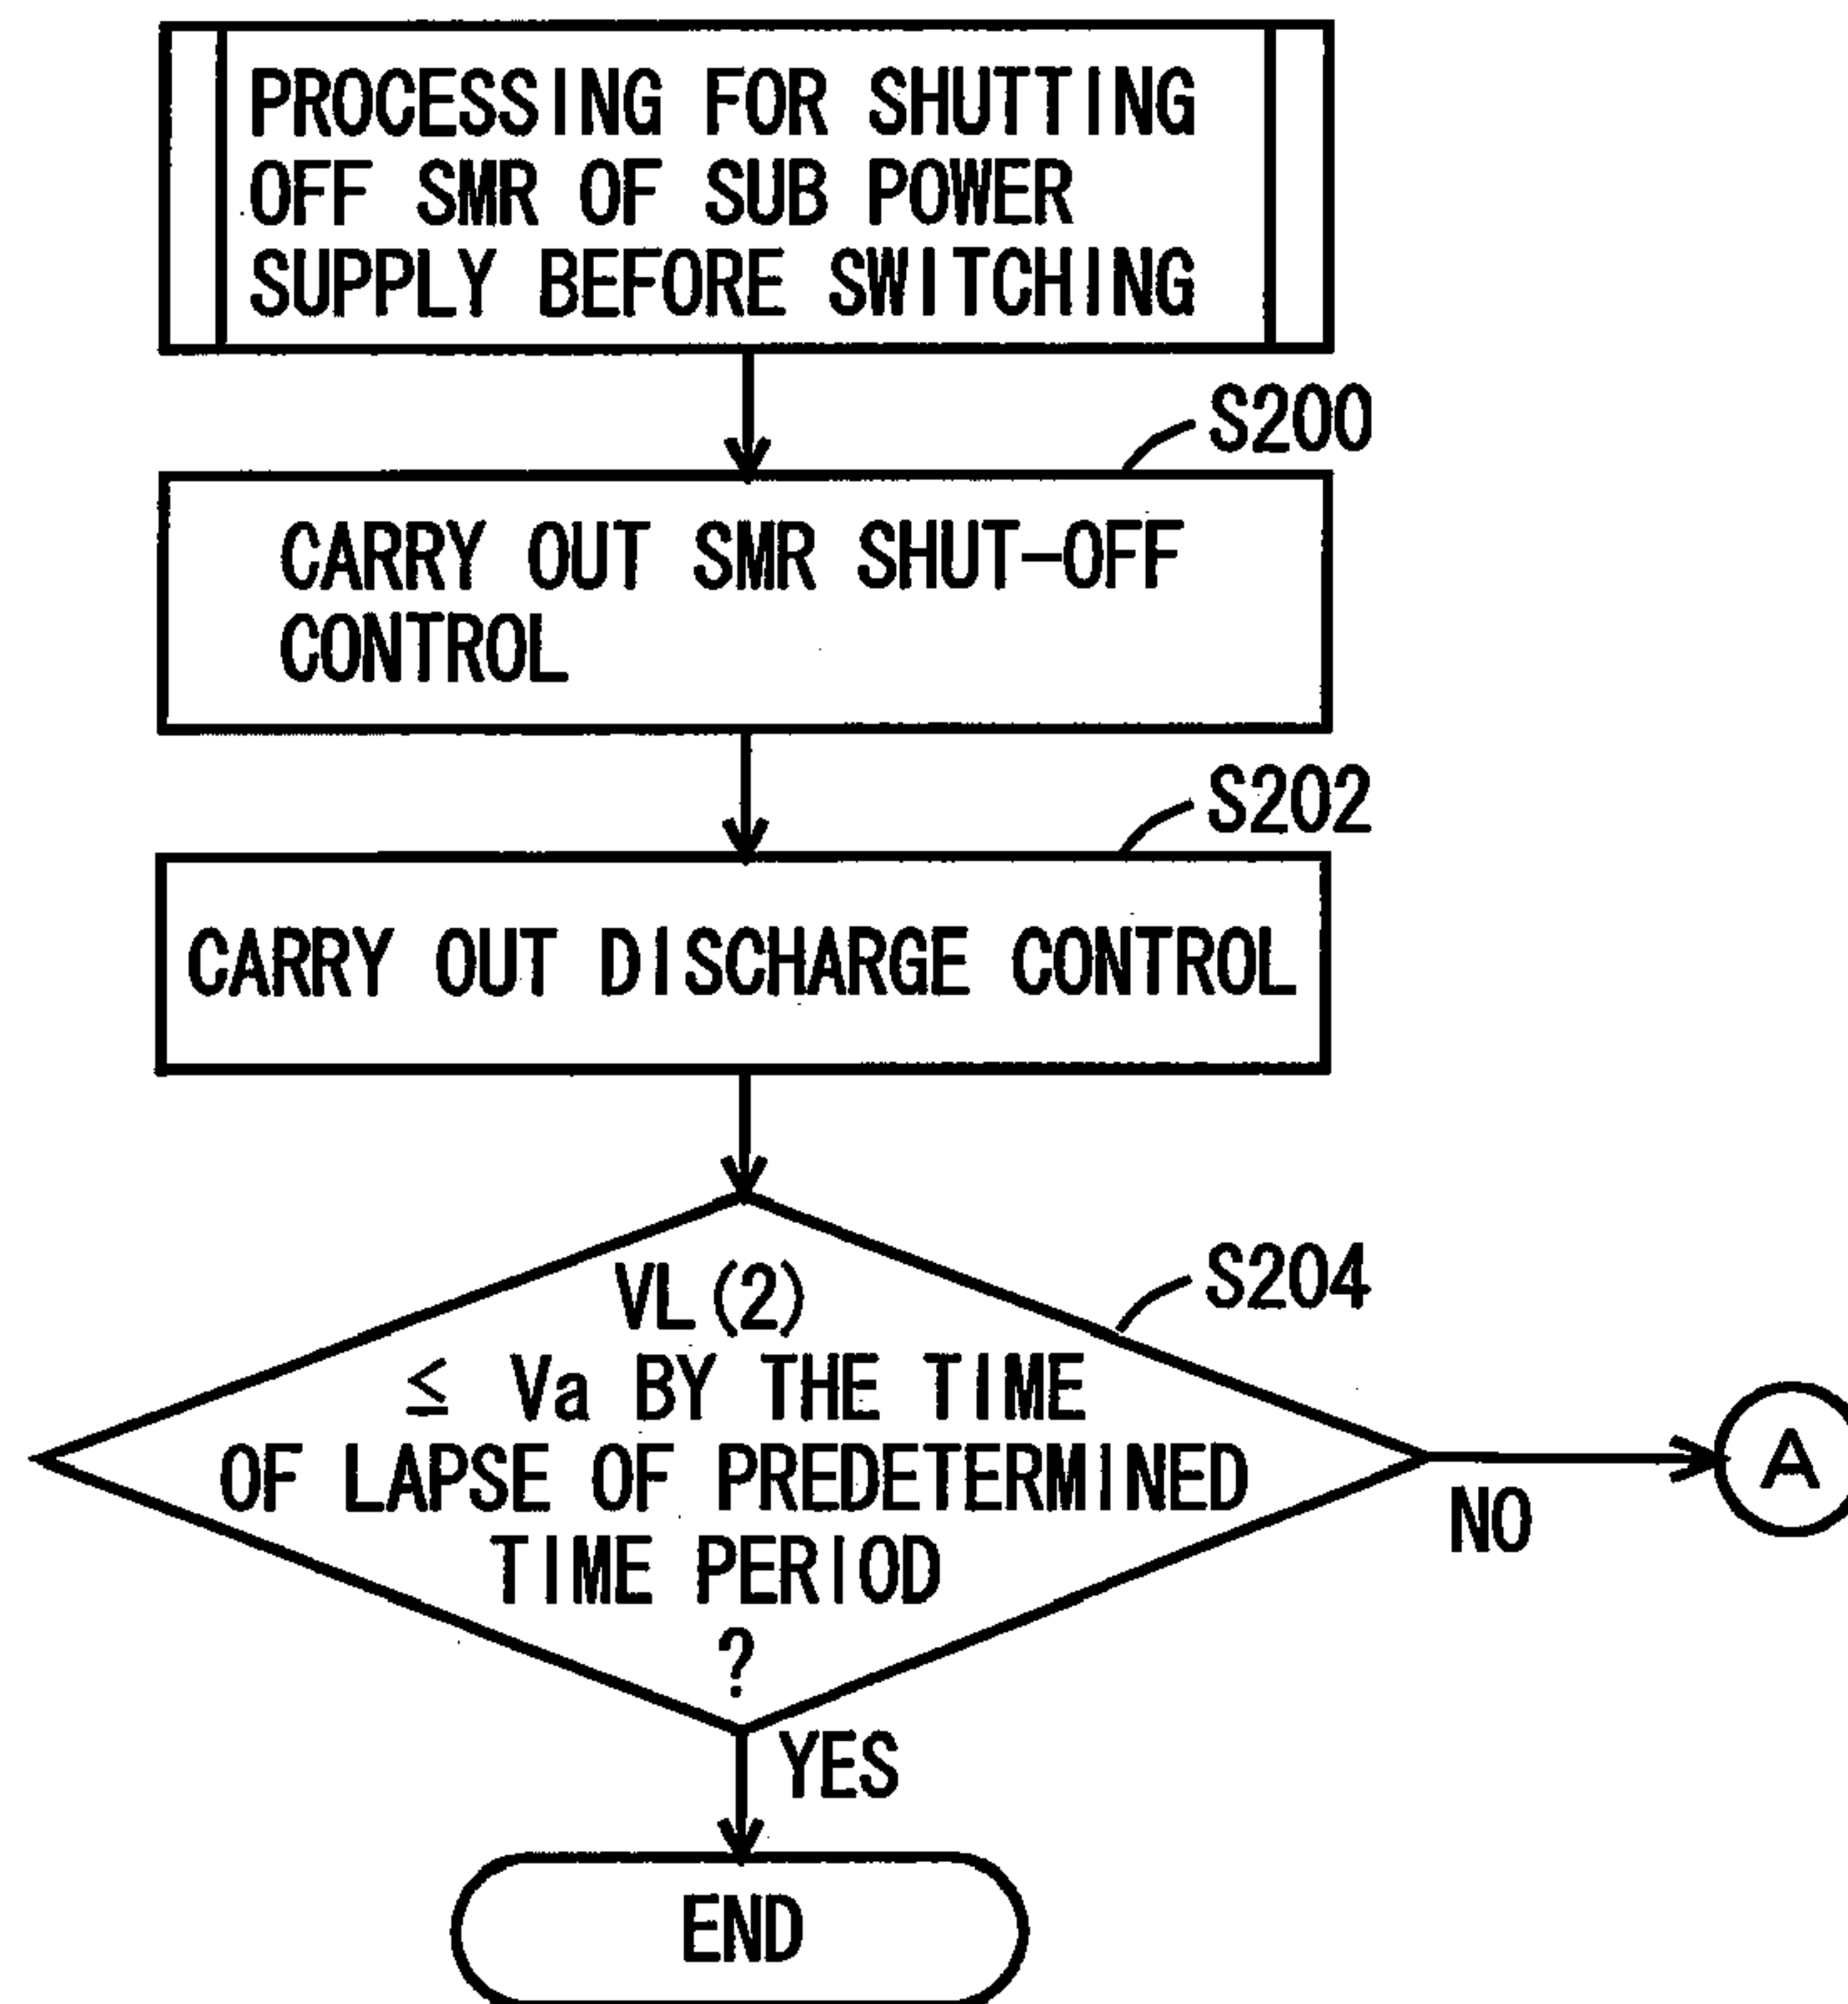 PROCESSING FOR SHUTTING
OFF SMR OF SUB POWER
SUPPLY BEFORE SWITCHING
S200
CARRY OUT SMR SHUT-OFF
CONTROL
S202
CARRY OUT DISCHARGE CONTROL
S204
VL(2)
≤ Va BY THE TIME
OF LAPSE OF PREDETERMINED
TIME PERIOD
?
A
NO
YES
END